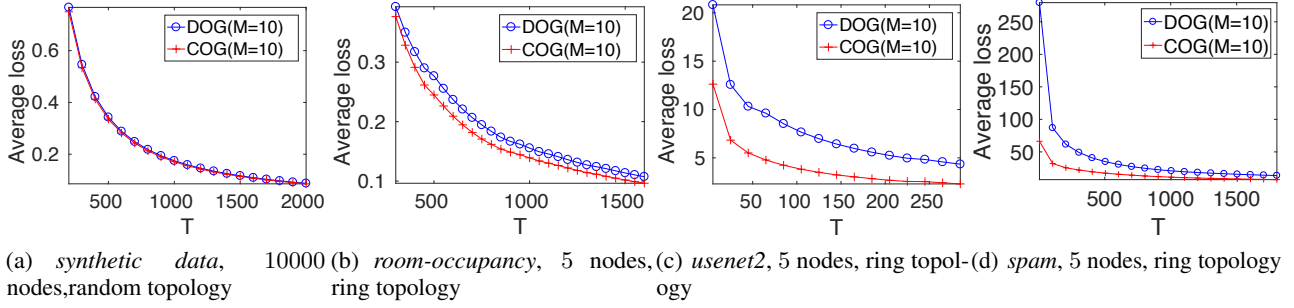 DOG(M=10)
COG(M=10)
Average loss
0.6
0.4
0.2
500
1000
1500
2000
T
DOG(M=10)
COG(M=10)
Average loss
0.3
0.2
0.1
500
1000
1500
T
DOG(M=10)
COG(M=10)
Average loss
20
15
10
5
50
100
150
200
250
T
DOG(M=10)
COG(M=10)
Average loss
250
200
150
100
50
500
1000
1500
T
(a) synthetic data, 10000
nodes,random topology
(b) room-occupancy, 5 nodes,
ring topology
(c) usenet2, 5 nodes, ring topol-
ogy
(d) spam, 5 nodes, ring topology